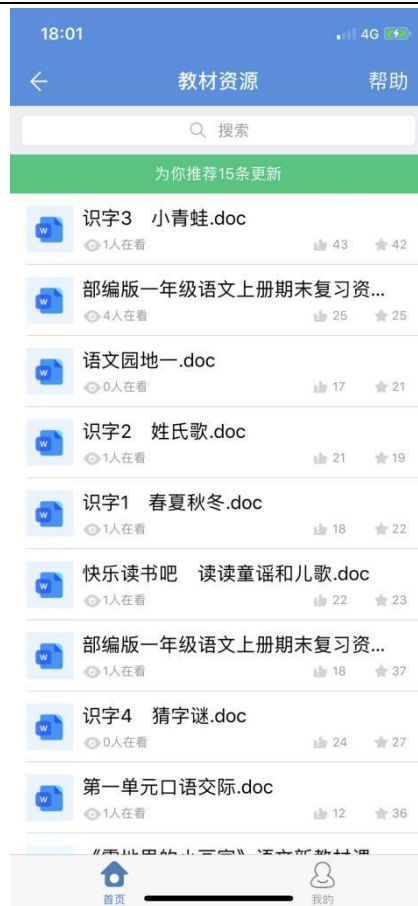 18:01 4G
教材资源 帮助
搜索
为你推荐15条更新
识字3 小青蛙.doc
1人在看 43 42
部编版一年级语文上册期末复习资...
4人在看 25 25
语文园地一.doc
0人在看 17 21
识字2 姓氏歌.doc
1人在看 21 19
识字1 春夏秋冬.doc
1人在看 18 22
快乐读书吧 读读童谣和儿歌.doc
1人在看 22 23
部编版一年级语文上册期末复习资...
1人在看 18 37
识字4 猜字谜.doc
0人在看 24 27
第一单元口语交际.doc
1人在看 12 36
首页 我的